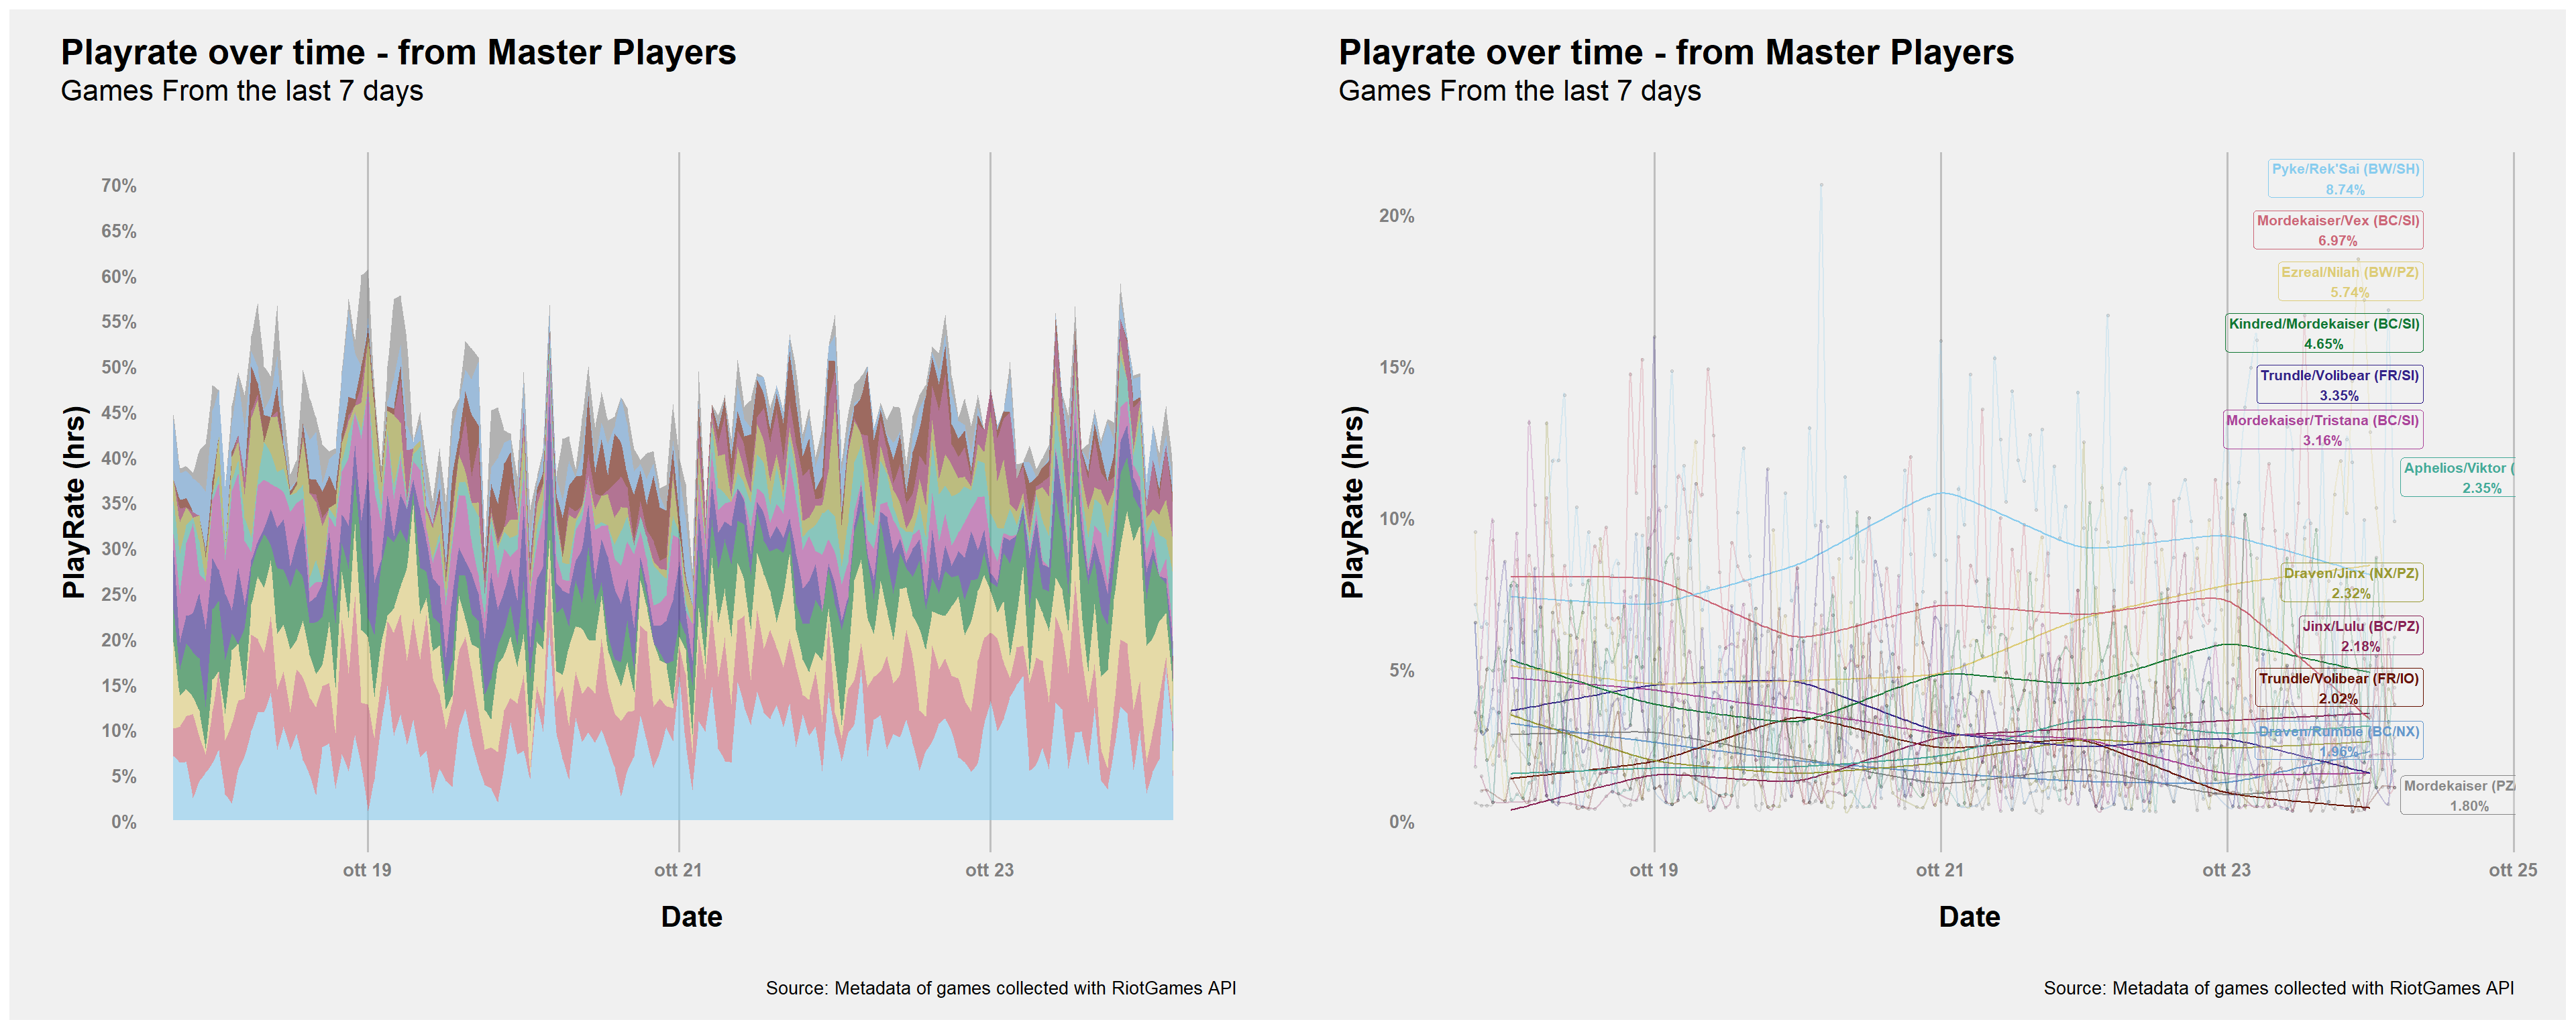 Playrate over time - from Master Players
Games From the last 7 days
70%
65%
60%
55%
50%
45%
40%
35%
30%
25%
20%
15%
10%
5%
0%
PlayRate (hrs)
ott 19
ott 21
ott 23
Date
Source: Metadata of games collected with RiotGames API
Playrate over time - from Master Players
Games From the last 7 days
20%
15%
10%
5%
0%
PlayRate (hrs)
Pyke/Rek'Sai (BW/SH)
8.74%
Mordekaiser/Vex (BC/SI)
6.97%
Ezreal/Nilah (BW/PZ)
5.74%
Kindred/Mordekaiser (BC/SI)
4.65%
Trundle/Volibear (FR/SI)
3.35%
Mordekaiser/Tristana (BC/SI)
3.16%
Aphelios/Viktor (
2.35%
Draven/Jinx (NX/PZ)
2.32%
Jinx/Lulu (BC/PZ)
2.18%
Trundle/Volibear (FR/IO)
2.02%
Draven/Rumble (BC/NX)
1.96%
Mordekaiser (PZ/
1.80%
ott 19
ott 21
ott 23
ott 25
Date
Source: Metadata of games collected with RiotGames API